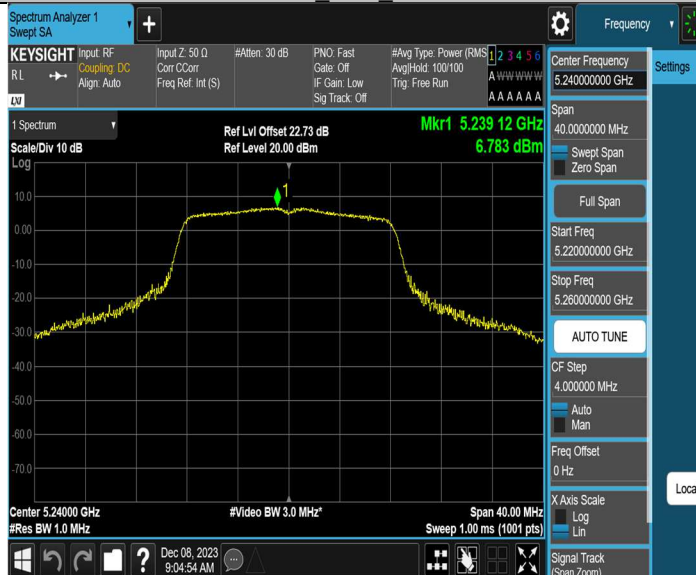 Spectrum Analyzer 1
Swept SA
Frequency
KEYSIGHT
RL
LXI
Input: RF
Coupling: DC
Align: Auto
Input Z: 50 Ω
Corr CCorr
Freq Ref: Int (S)
#Atten: 30 dB
PNO: Fast
Gate: Off
IF Gain: Low
Sig Track: Off
#Avg Type: Power (RMS
Avg|Hold: 100/100
Trig: Free Run
1 2 3 4 5 6
A W W W W W
A A A A A A
1 Spectrum
Scale/Div 10 dB
Log
Ref Lvl Offset 22.73 dB
Ref Level 20.00 dBm
Mkr1 5.239 12 GHz
6.783 dBm
1
10.0
0.00
-10.0
-20.0
-30.0
-40.0
-50.0
-60.0
-70.0
Center 5.24000 GHz
#Res BW 1.0 MHz
#Video BW 3.0 MHz*
Span 40.00 MHz
Sweep 1.00 ms (1001 pts)
?
Dec 08, 2023
9:04:54 AM
Center Frequency
5.240000000 GHz
Span
40.0000000 MHz
Swept Span
Zero Span
Full Span
Start Freq
5.220000000 GHz
Stop Freq
5.260000000 GHz
AUTO TUNE
CF Step
4.000000 MHz
Auto
Man
Freq Offset
0 Hz
X Axis Scale
Log
Lin
Signal Track
(Span Zoom)
Settings
Loca